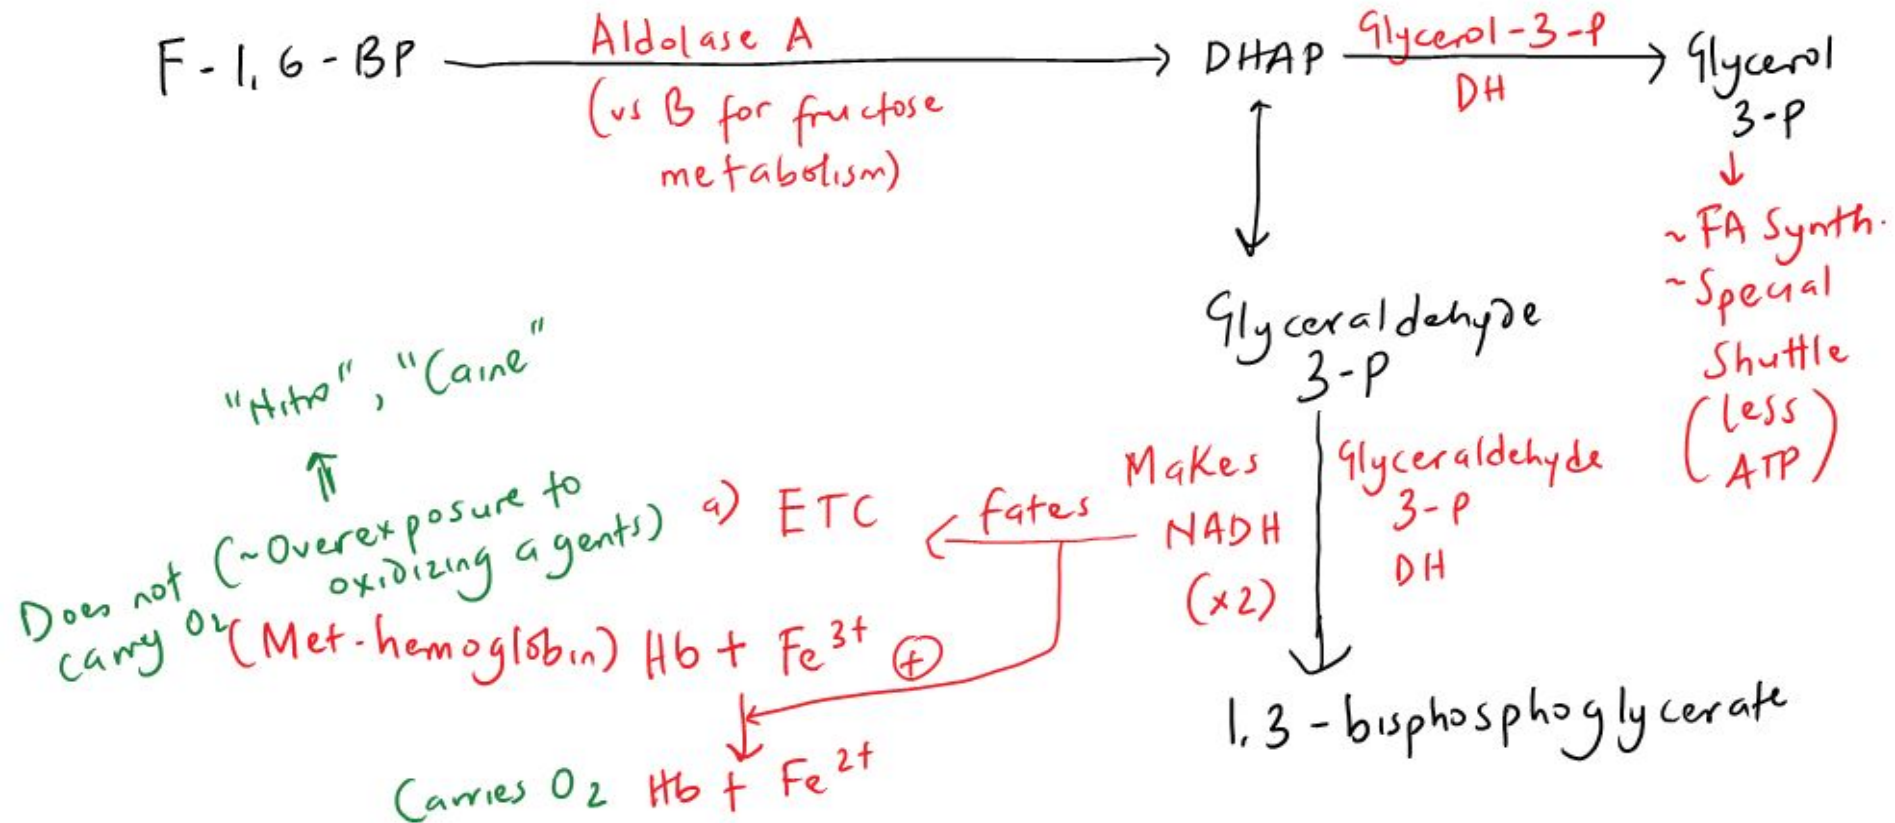 F-1,6-BP
Aldolase A
(vs B for fructose
metabolism)
DHAP
Glycerol-3-P
DH
Glycerol
3-P
~ FA Synth.
~ Special
Shuttle
(Less
ATP)
Glyceraldehyde
3-P
Glyceraldehyde
3-P
DH
Makes
NADH
(x2)
fates
a) ETC
"Nitro", "Caine"
(~Overexposure to
oxidizing agents)
Does not
carry O2
(Met-hemoglobin) Hb + Fe3+
+
Carries O2 Hb + Fe2+
1,3-bisphosphoglycerate